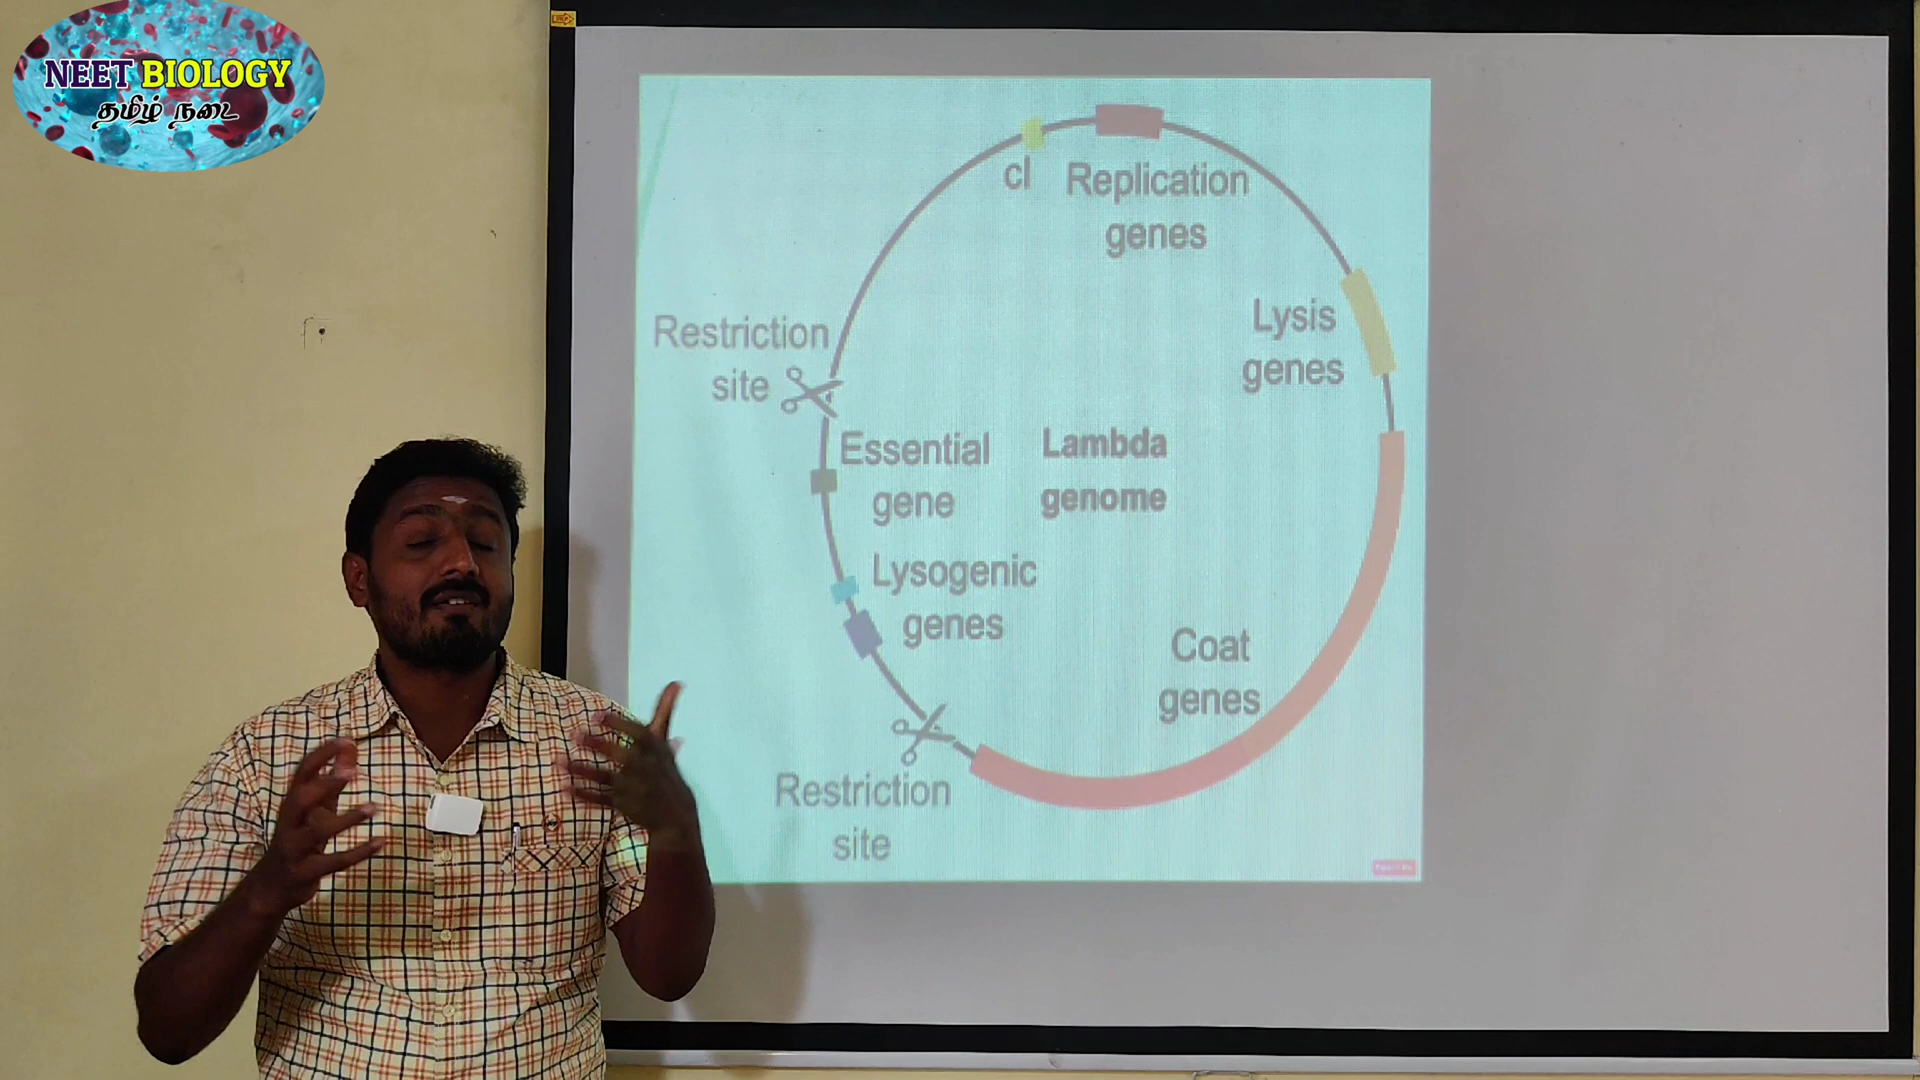 NEET BIOLOGY
தமிழ் நடை
cI
Replication
genes
Lysis
genes
Restriction
site
Essential
gene
Lambda
genome
Lysogenic
genes
Coat
genes
Restriction
site